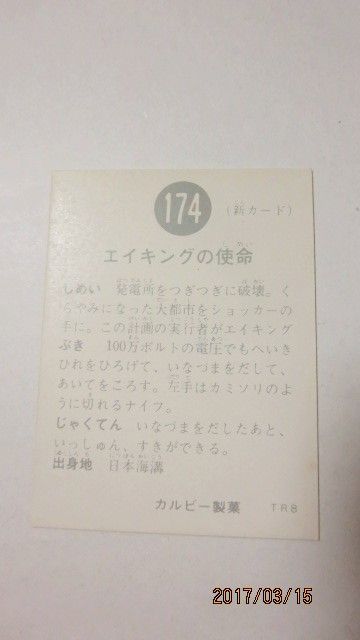 174
(新カード)
エイキングの使命
しめい 発電所をつぎつぎに破壊。く
らやみになった大都市をショッカーの
手に。この計画の実行者がエイキング
ぶき 100万ボルトの電圧でもへいき
ひれをひろげて、いなづまをだして、
あいてをころす。左手はカミソリのよ
うに切れるナイフ。
じゃくてん いなづまをだしたあと、
いっしゅん、すきができる。
出身地 日本海溝
カルビー製菓 TR8
2017/03/15